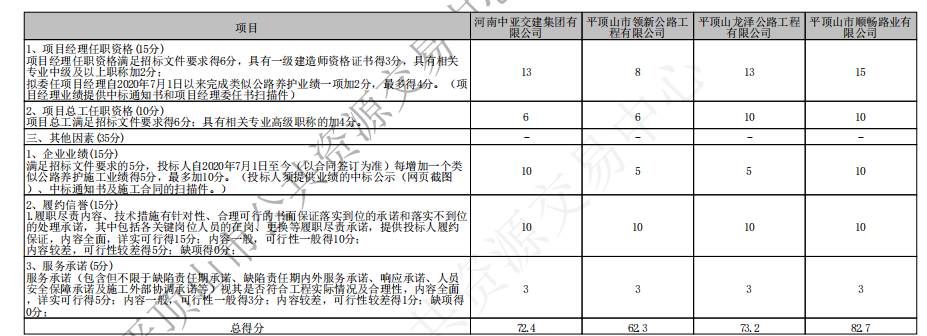 项目 河南中亚交建集团有限公司 平顶山市领新公路工程有限公司 平顶山龙泽公路工程有限公司 平顶山市顺畅路业有限公司
1、项目经理任职资格(15分)
项目经理任职资格满足招标文件要求得6分，具有一级建造师资格证书得3分，具有相关
专业中级及以上职称加2分；
拟委任项目经理自2020年7月1日以来完成类似公路养护业绩一项加2分，最多得4分。（项
目经理业绩提供中标通知书和项目经理委任书扫描件）
13 8 13 15
2、项目总工任职资格(10分)
项目总工满足招标文件要求得6分；具有相关专业高级职称的加4分。
6 6 10 10
三、其他因素(35分) – – – –
1、企业业绩(15分)
满足招标文件要求的5分，投标人自2020年7月1日至今（以合同签订为准）每增加一个类
似公路养护施工业绩得5分，最多加10分。（投标人须提供业绩的中标公示（网页截图
）、中标通知书及施工合同的扫描件。）
10 5 5 10
2、履约信誉(15分)
1.履职尽责内容、技术措施有针对性、合理可行的书面保证落实到位的承诺和落实不到位
的处理承诺，其中包括各关键岗位人员的在岗、更换等履职尽责承诺，提供投标人履约
保证，内容全面，详实可行得15分；内容一般，可行性一般得10分；
内容较差，可行性较差得5分；缺项得0分；
10 10 10 10
3、服务承诺(5分)
服务承诺（包含但不限于缺陷责任期承诺、缺陷责任期内外服务承诺、响应承诺、人员
安全保障承诺及施工外部协调承诺等）视其是否符合工程实际情况及合理性，内容全面
，详实可行得5分；内容一般，可行性一般得3分；内容较差，可行性较差得1分；缺项得
0分；
3 3 3 3
总得分 72.4 62.3 73.2 82.7
平顶山市公共资源交易中心
共资源交易中心